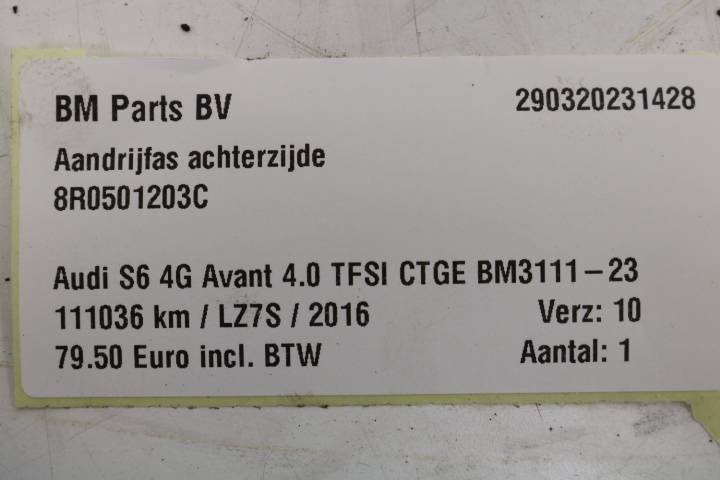 BM Parts BV 290320231428
Aandrijfas achterzijde
8R0501203C
Audi S6 4G Avant 4.0 TFSI CTGE BM3111-23
111036 km / LZ7S / 2016 Verz: 10
79.50 Euro incl. BTW Aantal: 1